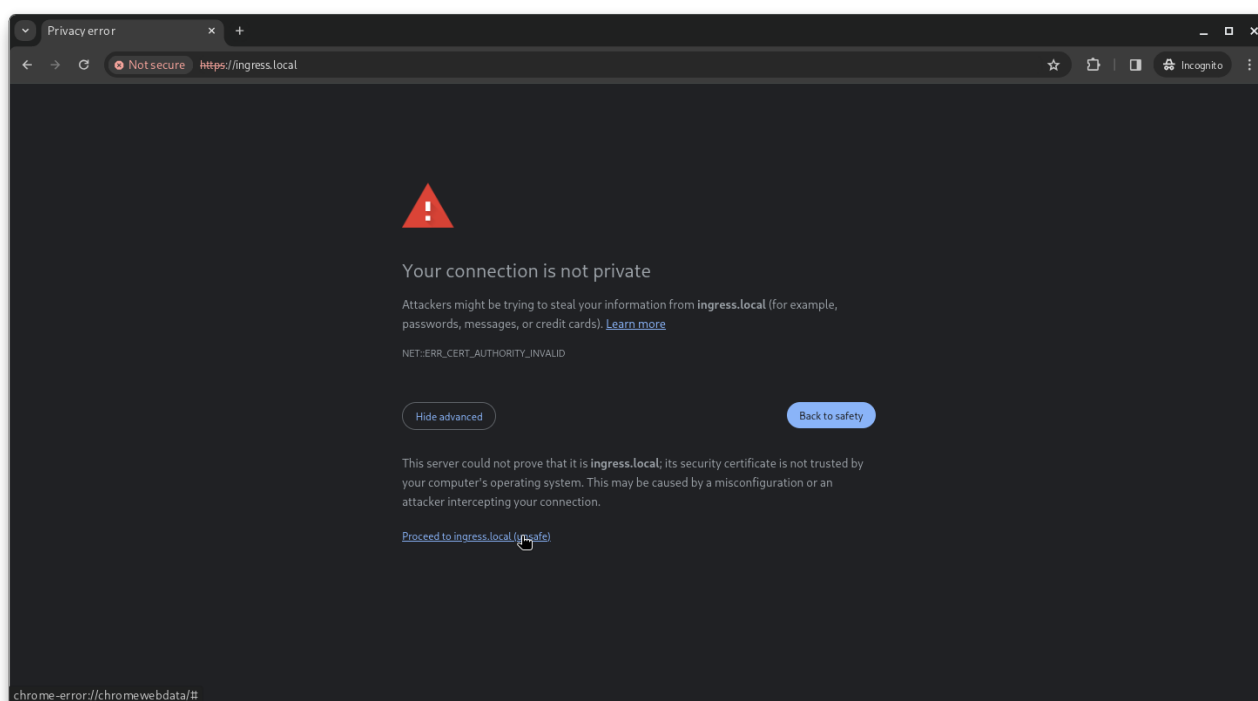 Privacy error
Not secure https://ingress.local
Incognito
Your connection is not private
Attackers might be trying to steal your information from ingress.local (for example,
passwords, messages, or credit cards). Learn more
NET::ERR_CERT_AUTHORITY_INVALID
Hide advanced
Back to safety
This server could not prove that it is ingress.local; its security certificate is not trusted by
your computer's operating system. This may be caused by a misconfiguration or an
attacker intercepting your connection.
Proceed to ingress.local (unsafe)
chrome-error://chromewebdata/#